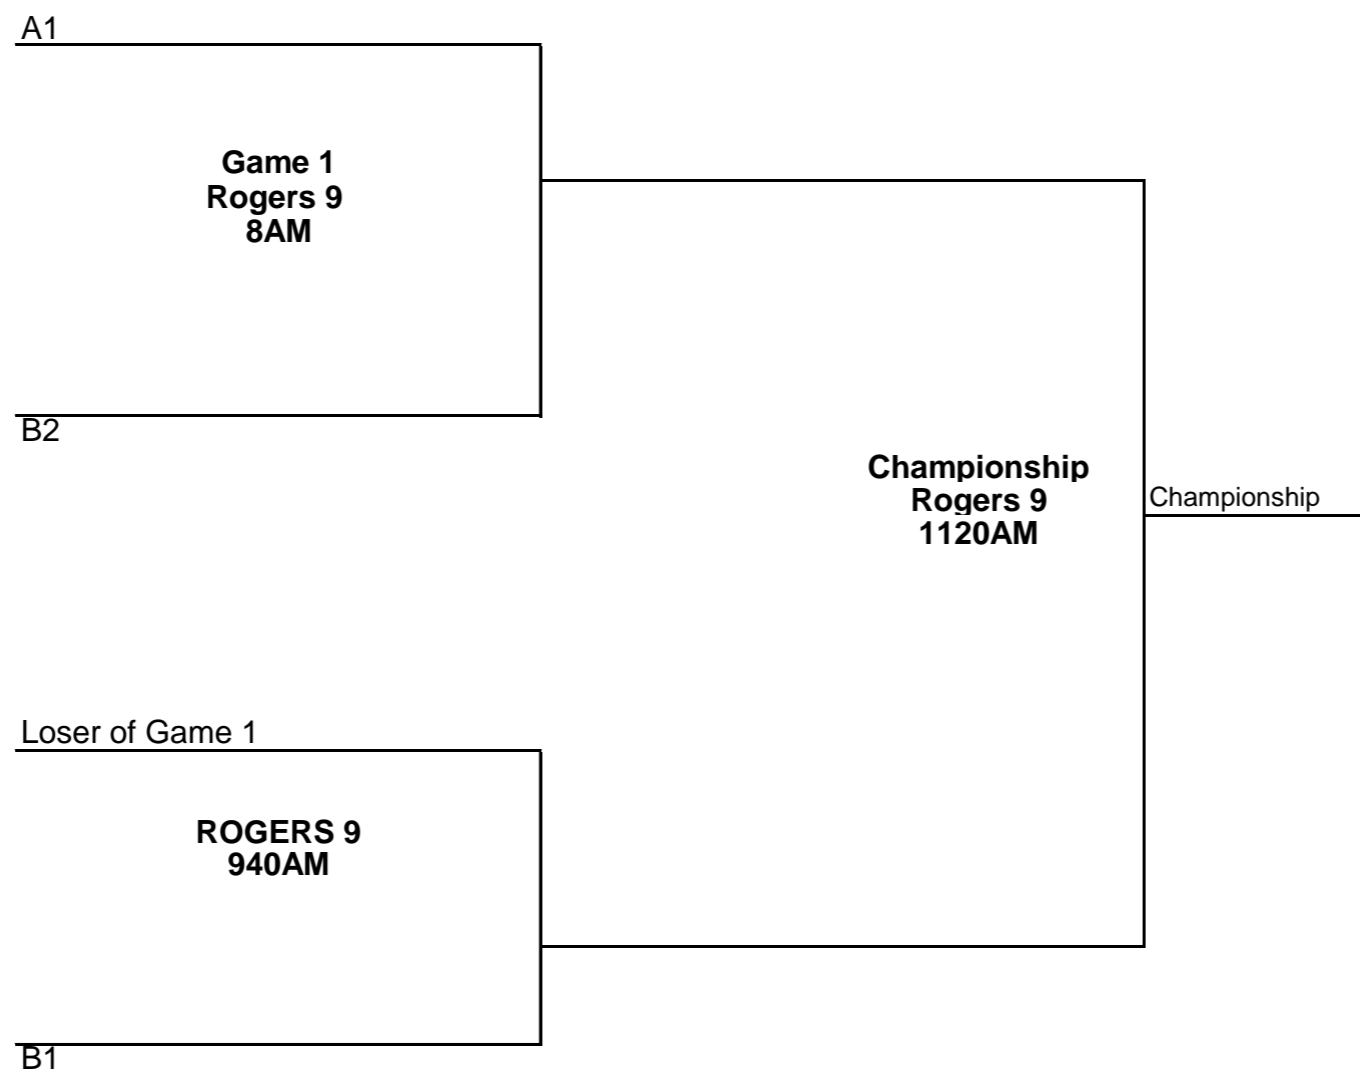 A1
Game 1
Rogers 9
8AM
B2
Championship
Rogers 9
1120AM
Championship
Loser of Game 1
ROGERS 9
940AM
B1